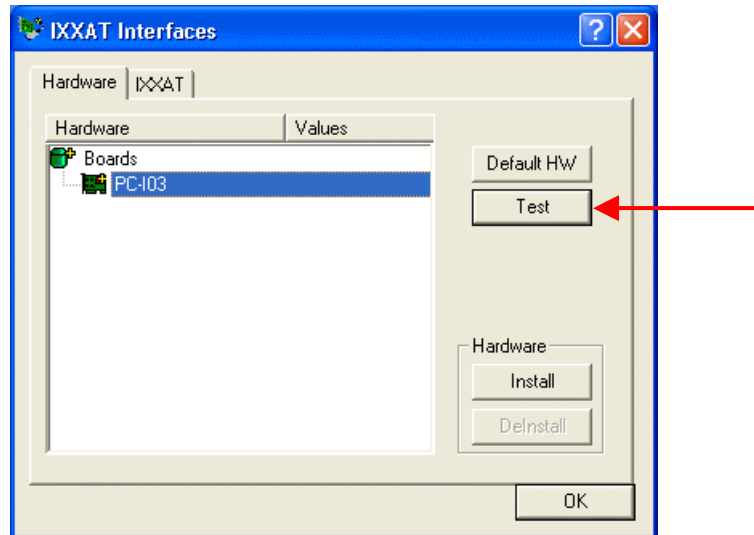 IXXAT Interfaces
Hardware IXXAT
Hardware Values
Boards
PC-I03
Default HW
Test
Hardware
Install
DeInstall
OK